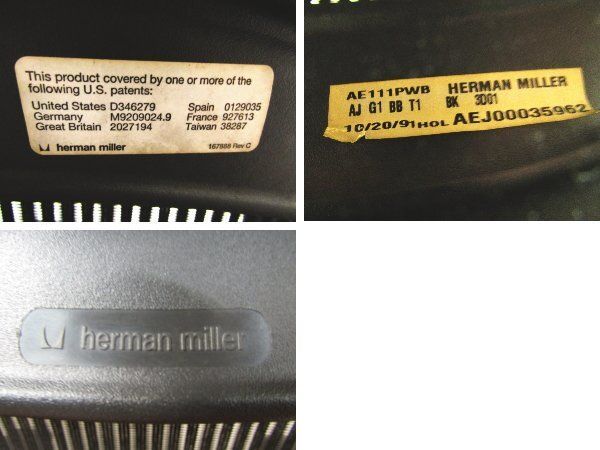 This product covered by one or more of the
following U.S. patents:
United States D346279 Spain 0129035
Germany M9209024.9 France 927613
Great Britain 2027194 Taiwan 38287
herman miller 167888 Rev C
AE111PWB HERMAN MILLER
AJ G1 BB T1 BK 3D01
10/20/91HOL AEJ00035962
herman miller